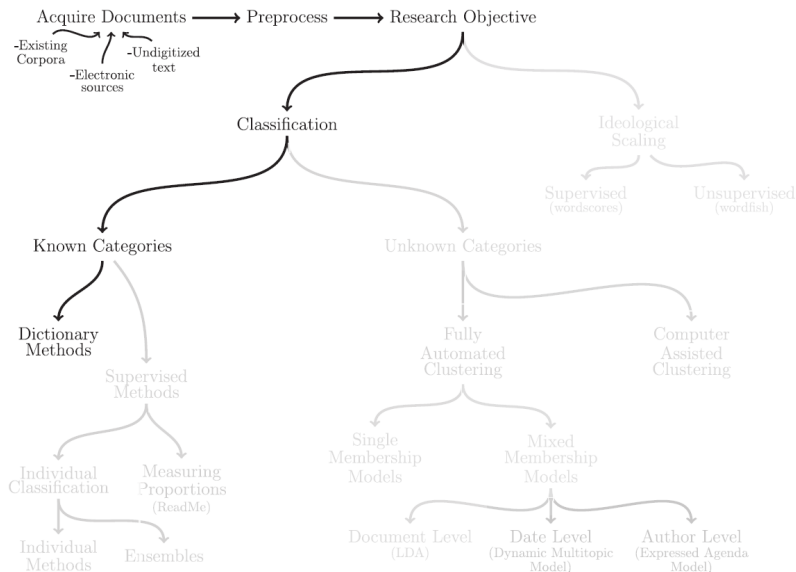 Acquire Documents
Preprocess
Research Objective
-Existing
Corpora
-Electronic
sources
-Undigitized
text
Classification
Ideological
Scaling
Supervised
(wordscores)
Unsupervised
(wordfish)
Known Categories
Unknown Categories
Dictionary
Methods
Supervised
Methods
Fully
Automated
Clustering
Computer
Assisted
Clustering
Individual
Classification
Measuring
Proportions
(ReadMe)
Single
Membership
Models
Mixed
Membership
Models
Individual
Methods
Ensembles
Document Level
(LDA)
Date Level
(Dynamic Multitopic
Model)
Author Level
(Expressed Agenda
Model)